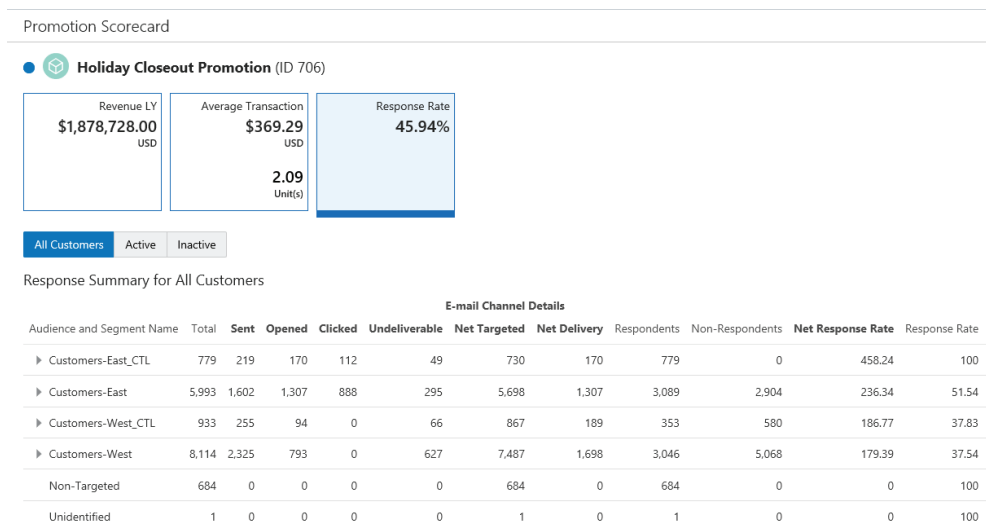 Promotion Scorecard
Holiday Closeout Promotion (ID 706)
Revenue LY Average Transaction Response Rate
$1,878,728.00 $369.29 45.94%
USD USD
2.09
Unit(s)
All Customers Active Inactive
Response Summary for All Customers
E-mail Channel Details
Audience and Segment Name Total Sent Opened Clicked Undeliverable Net Targeted Net Delivery Respondents Non-Respondents Net Response Rate Response Rate
Customers-East_CTL 779 219 170 112 49 730 170 779 0 458.24 100
Customers-East 5,993 1,602 1,307 888 295 5,698 1,307 3,089 2,904 236.34 51.54
Customers-West_CTL 933 255 94 0 66 867 189 353 580 186.77 37.83
Customers-West 8,114 2,325 793 0 627 7,487 1,698 3,046 5,068 179.39 37.54
Non-Targeted 684 0 0 0 0 684 0 684 0 0 100
Unidentified 1 0 0 0 0 1 0 1 0 0 100